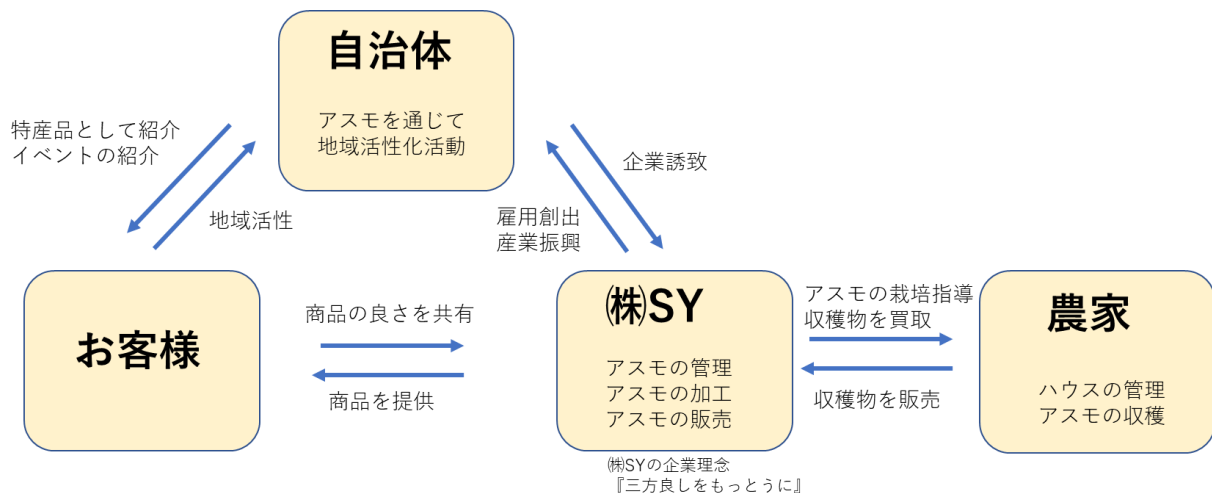 自治体
アスモを通じて
地域活性化活動
特産品として紹介
イベントの紹介
地域活性
企業誘致
雇用創出
産業振興
お客様
商品の良さを共有
商品を提供
㈱SY
アスモの管理
アスモの加工
アスモの販売
アスモの栽培指導
収穫物を買取
収穫物を販売
農家
ハウスの管理
アスモの収穫
㈱SYの企業理念
『三方良しをもっとうに』